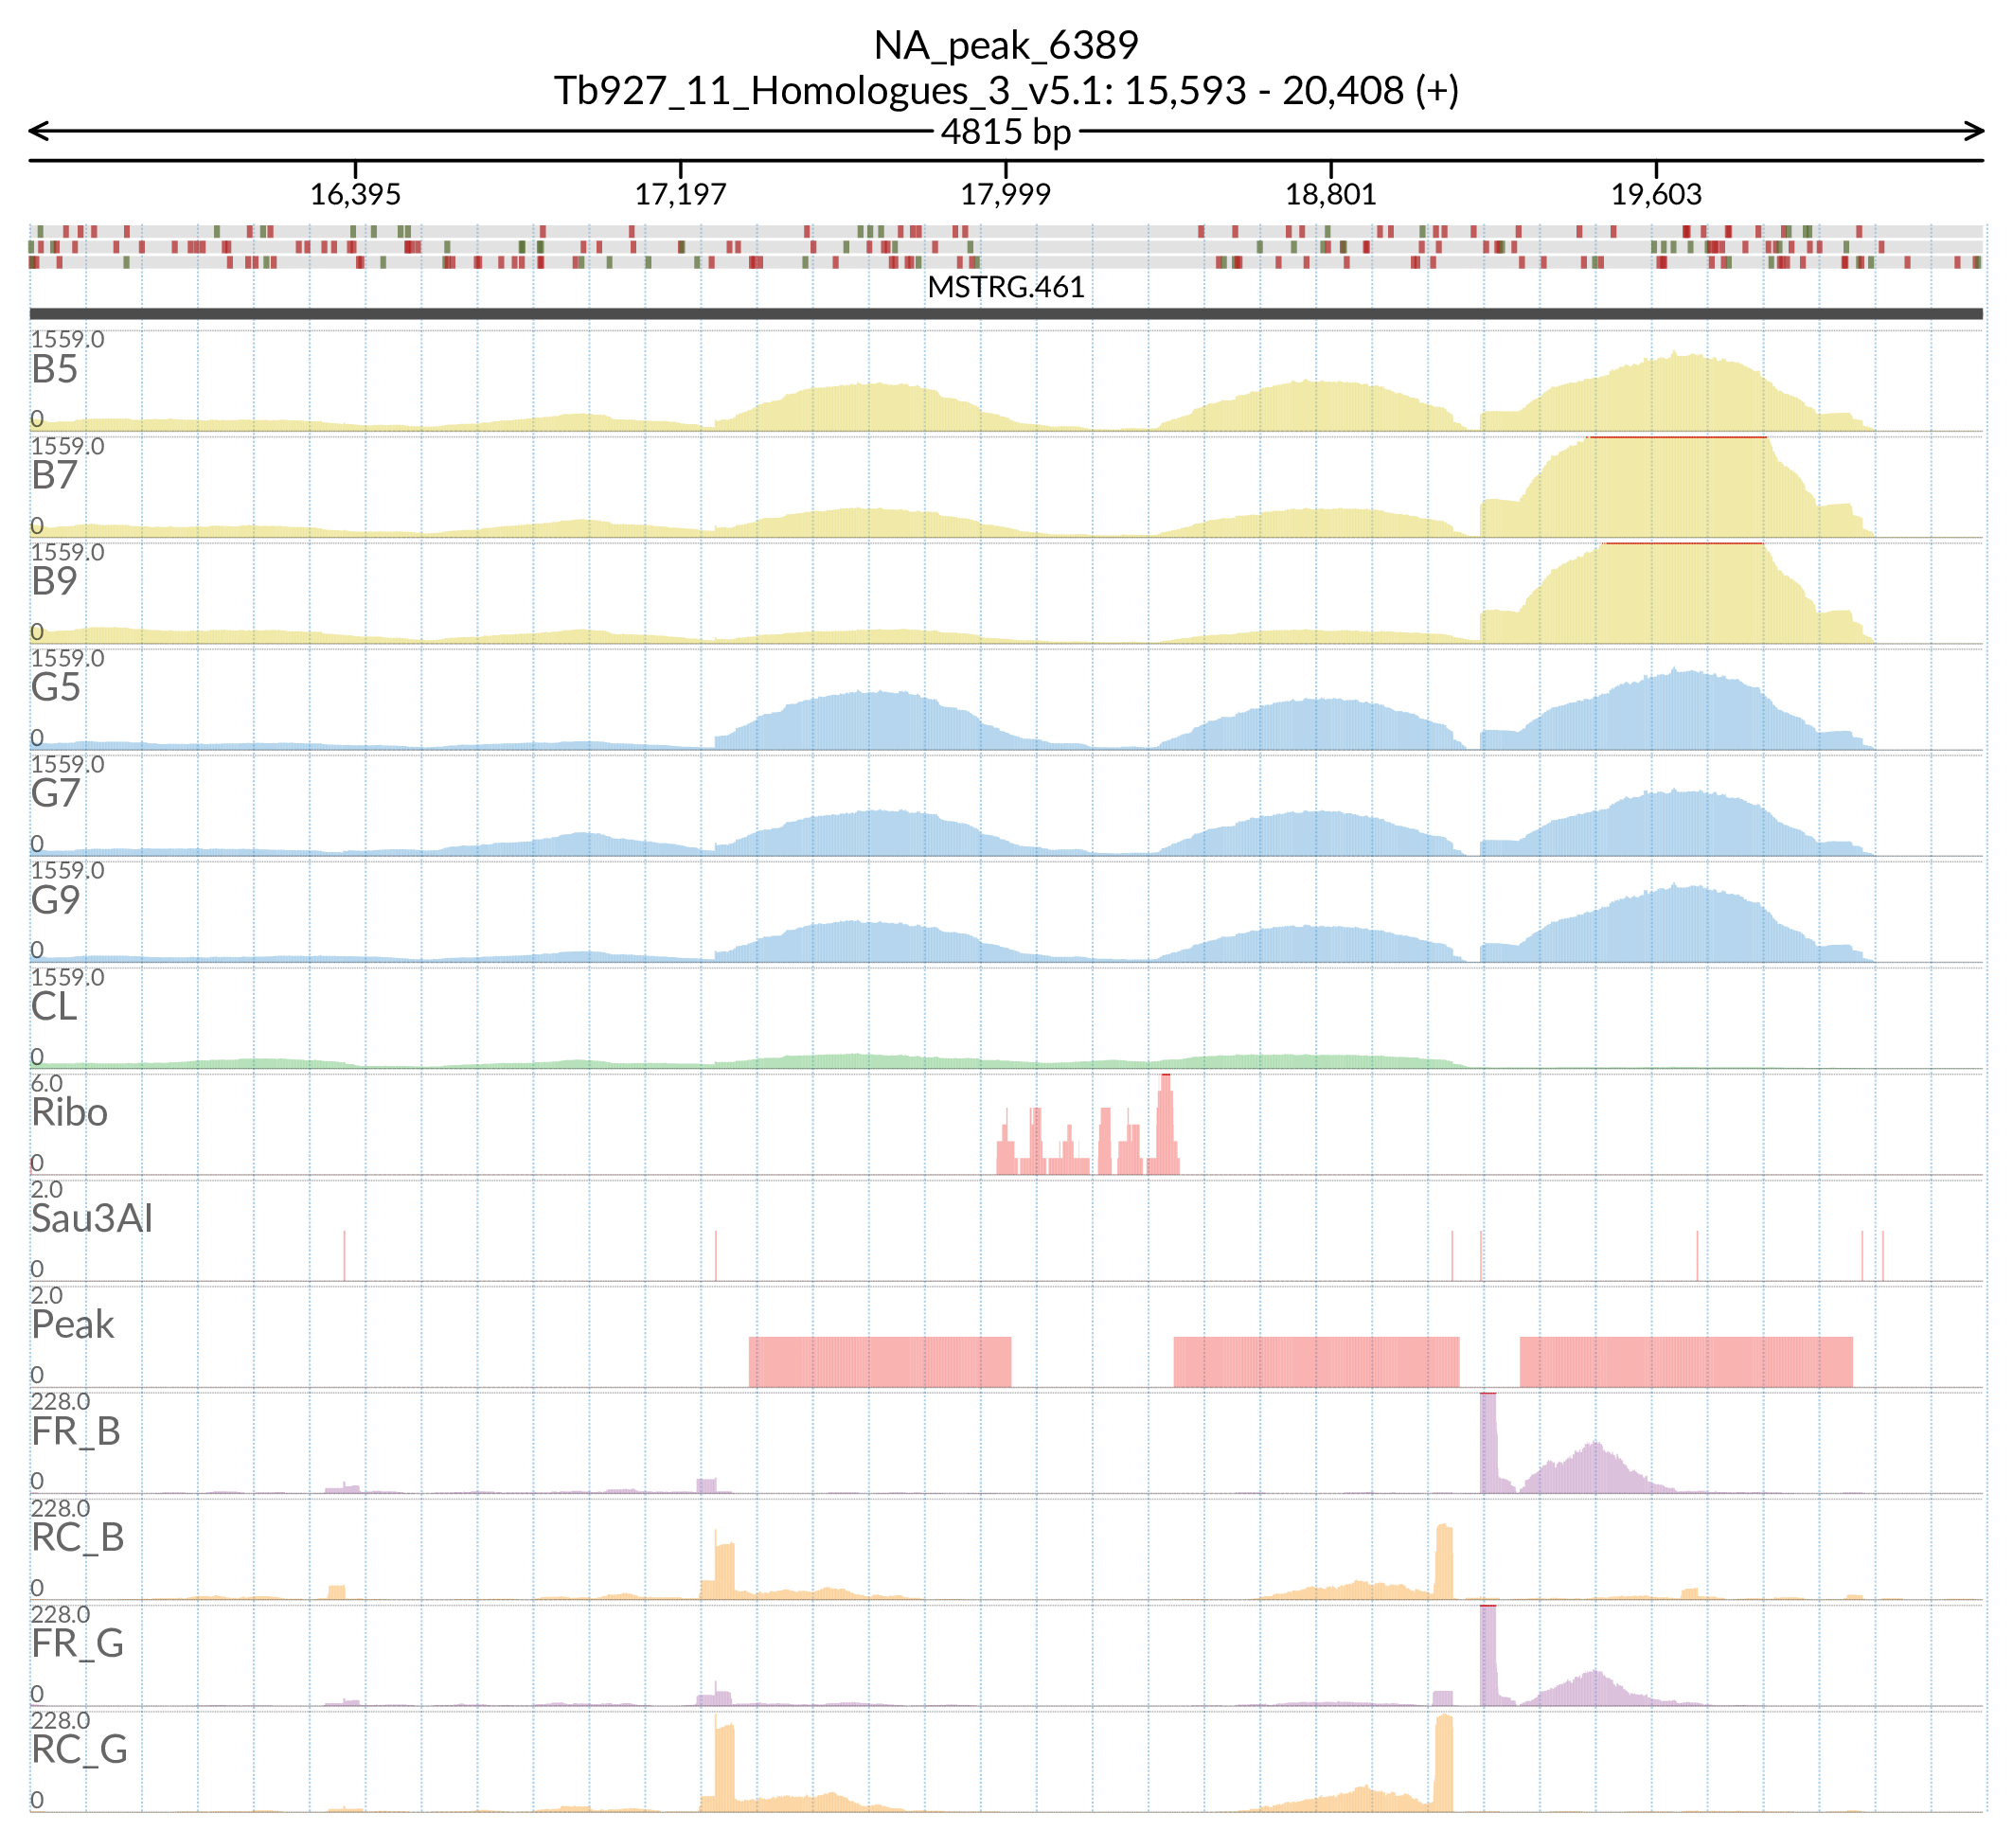 NA_peak_6389
Tb927_11_Homologues_3_v5.1: 15,593 - 20,408 (+)
4815 bp
16,395 17,197 17,999 18,801 19,603
MSTRG.461
1559.0
B5
0
1559.0
B7
0
1559.0
B9
0
1559.0
G5
0
1559.0
G7
0
1559.0
G9
0
1559.0
CL
0
6.0
Ribo
0
2.0
Sau3AI
0
2.0
Peak
0
228.0
FR_B
0
228.0
RC_B
0
228.0
FR_G
0
228.0
RC_G
0